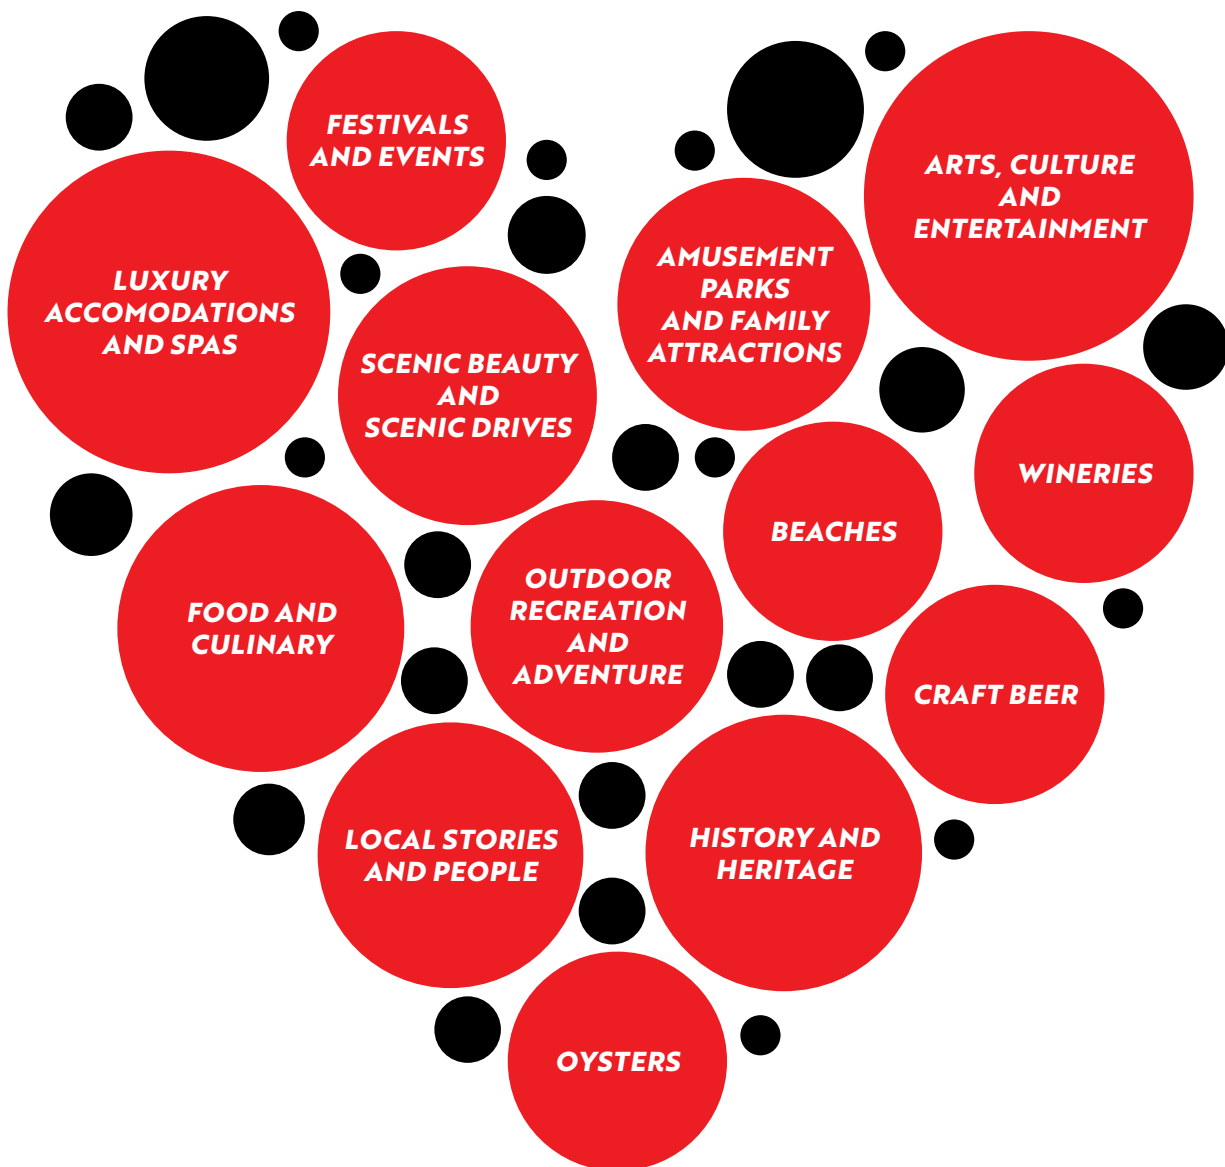 FESTIVALS
AND EVENTS
ARTS, CULTURE
AND
ENTERTAINMENT
LUXURY
ACCOMODATIONS
AND SPAS
AMUSEMENT
PARKS
AND FAMILY
ATTRACTIONS
SCENIC BEAUTY
AND
SCENIC DRIVES
WINERIES
BEACHES
FOOD AND
CULINARY
OUTDOOR
RECREATION
AND
ADVENTURE
CRAFT BEER
LOCAL STORIES
AND PEOPLE
HISTORY AND
HERITAGE
OYSTERS